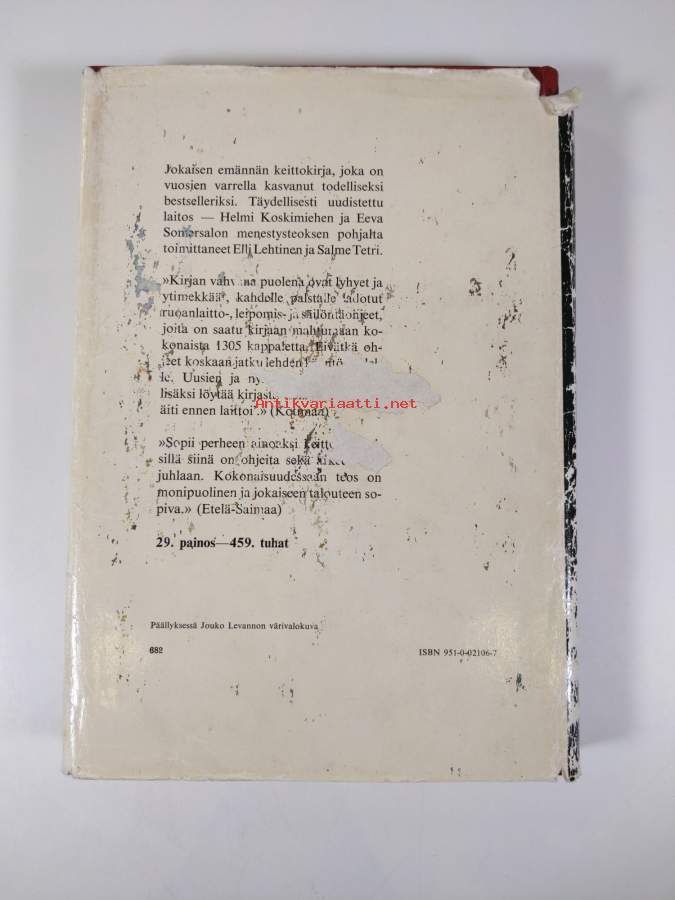 Jokaisen emännän keittokirja, joka on
vuosien varrella kasvanut todelliseksi
bestselleriksi. Täydellisesti uudistettu
laitos — Helmi Koskimiehen ja Eeva
Somersalon menestysteoksen pohjalta
toimittaneet Elli Lehtinen ja Salme Tetri.
»Kirjan vahvana puolena ovat lyhyet ja
kahdelle palstalle ladotut
ruoanlaitto-, leipomis- ja säilöntäohjeet,
joita on saatu kirjaan mahtumaan ko-
konaista 1305 kappaletta. Eivätkä oh-
jeet koskaan jatku lehden
le. Uusien ja
lisäksi löytää
Antikvariaatti.net
äiti ennen laittoi.» (Kotimaa)
»Sopii perheen ainoaksi
sillä siinä on ohjeita sekä
juhlaan. Kokonaisuudessaan teos on
monipuolinen ja jokaiseen talouteen so-
piva.» (Etelä-Saimaa)
29. painos—459. tuhat
Päällyksessä Jouko Levannon värivalokuva
682
ISBN 951-0-02106-7